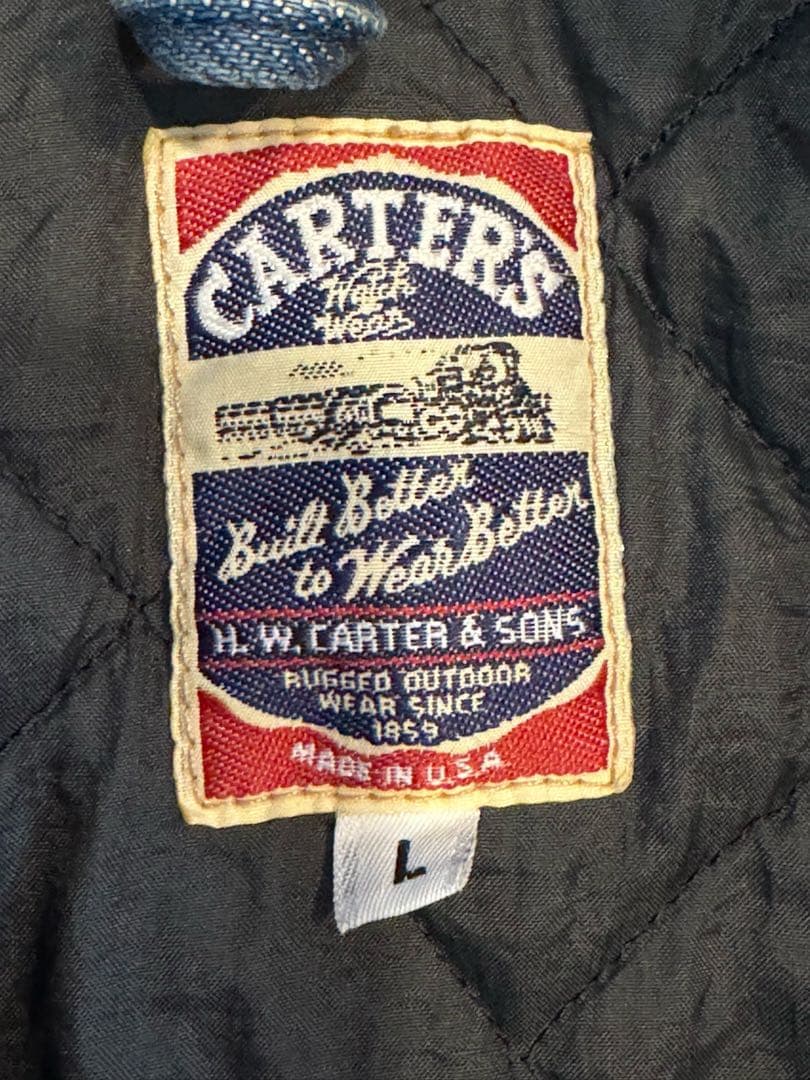 CARTER'S
Watch
the Wear
Built Better
to Wear Better
H. W. CARTER & SONS
RUGGED OUTDOOR
WEAR SINCE
1859
MADE IN U.S.A.
L